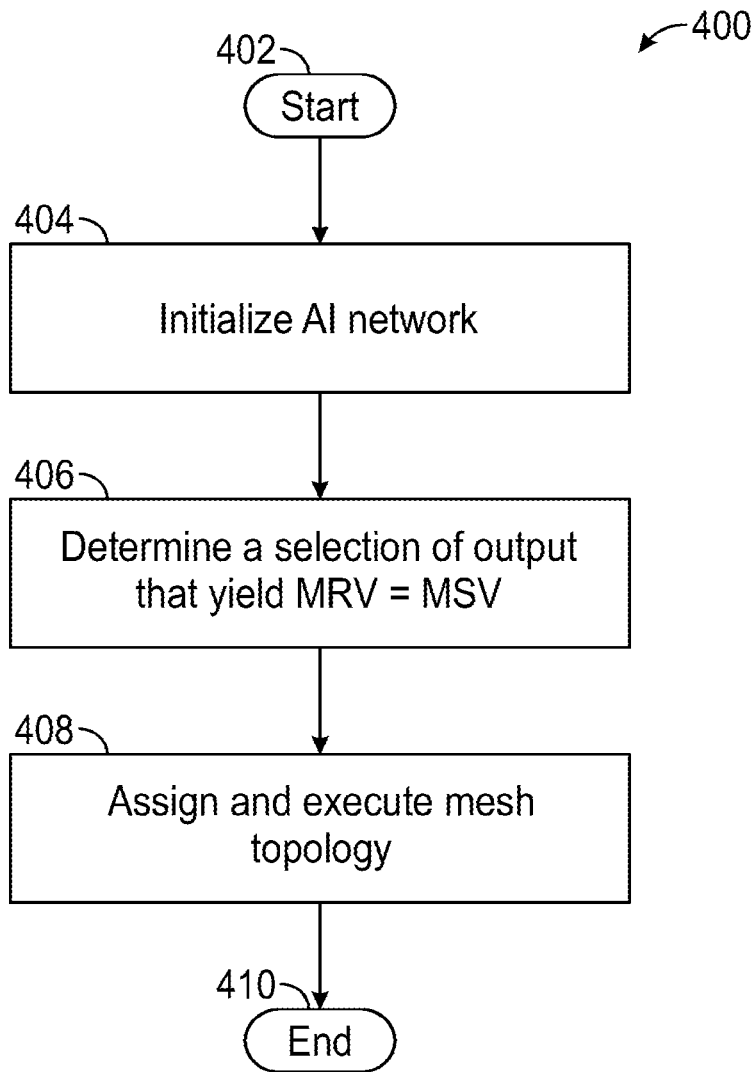 400
402
Start
404
Initialize AI network
406
Determine a selection of output
that yield MRV = MSV
408
Assign and execute mesh
topology
410
End